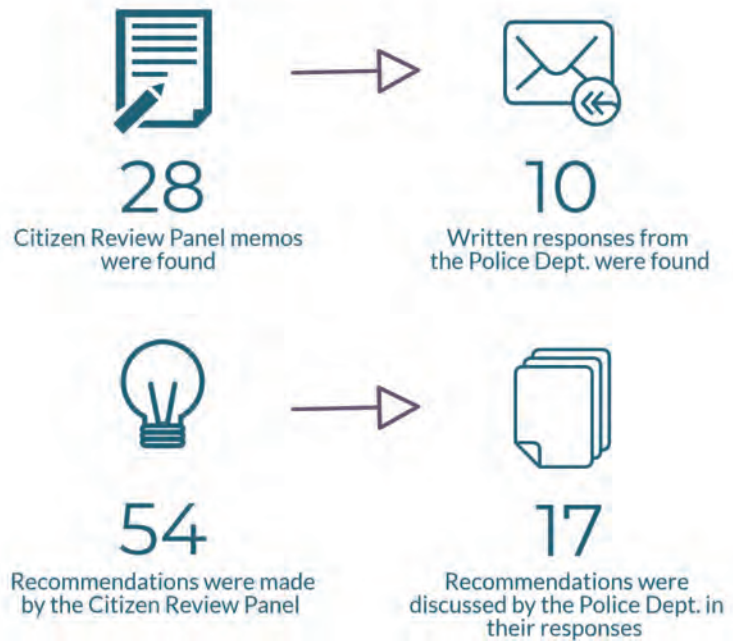 28
Citizen Review Panel memos
were found
10
Written responses from
the Police Dept. were found
54
Recommendations were made
by the Citizen Review Panel
17
Recommendations were
discussed by the Police Dept. in
their responses